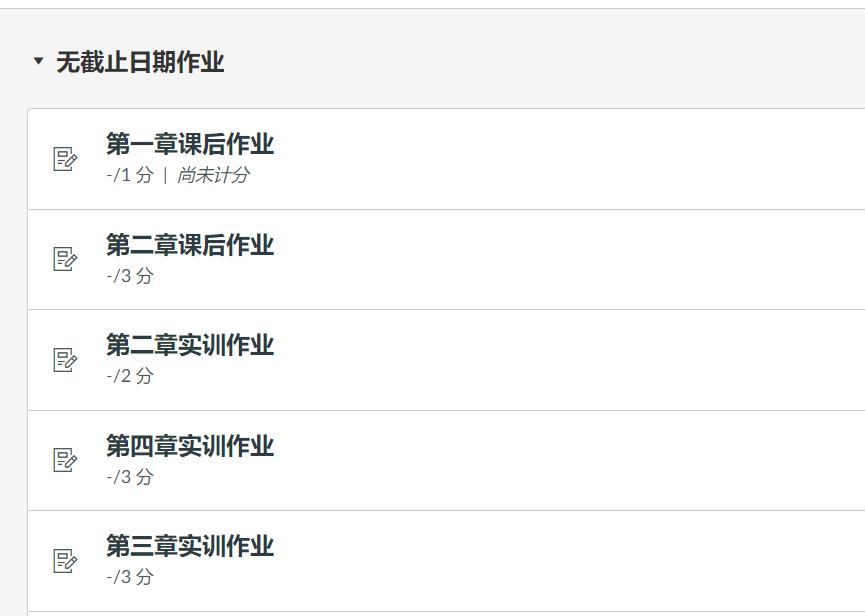 无截止日期作业
第一章课后作业
-/1 分 | 尚未计分
第二章课后作业
-/3 分
第二章实训作业
-/2 分
第四章实训作业
-/3 分
第三章实训作业
-/3 分